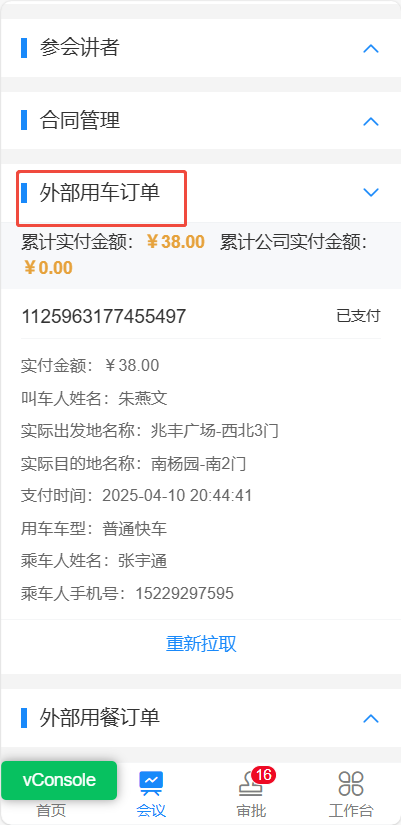 参会讲者
合同管理
外部用车订单
累计实付金额：￥38.00 累计公司实付金额：
￥0.00
1125963177455497 已支付
实付金额：￥38.00
叫车人姓名：朱燕文
实际出发地名称：兆丰广场-西北3门
实际目的地名称：南杨园-南2门
支付时间：2025-04-10 20:44:41
用车车型：普通快车
乘车人姓名：张宇通
乘车人手机号：15229297595
重新拉取
外部用餐订单
vConsole
16
首页 会议 审批 工作台